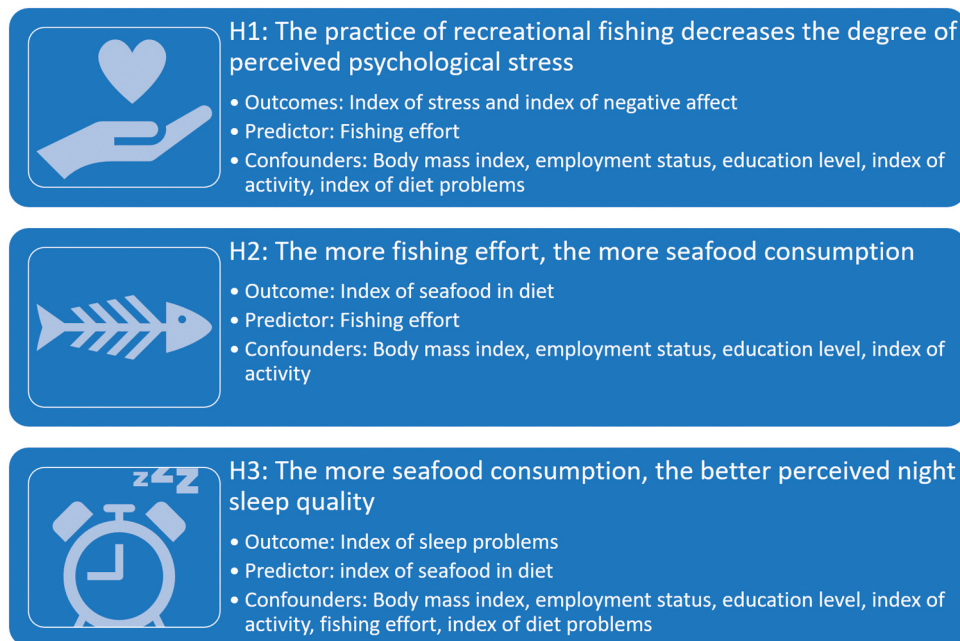 H1: The practice of recreational fishing decreases the degree of
perceived psychological stress
• Outcomes: Index of stress and index of negative affect
• Predictor: Fishing effort
• Confounders: Body mass index, employment status, education level, index of
activity, index of diet problems
H2: The more fishing effort, the more seafood consumption
• Outcome: Index of seafood in diet
• Predictor: Fishing effort
• Confounders: Body mass index, employment status, education level, index of
activity
zzz
H3: The more seafood consumption, the better perceived night
sleep quality
• Outcome: Index of sleep problems
• Predictor: index of seafood in diet
• Confounders: Body mass index, employment status, education level, index of
activity, fishing effort, index of diet problems